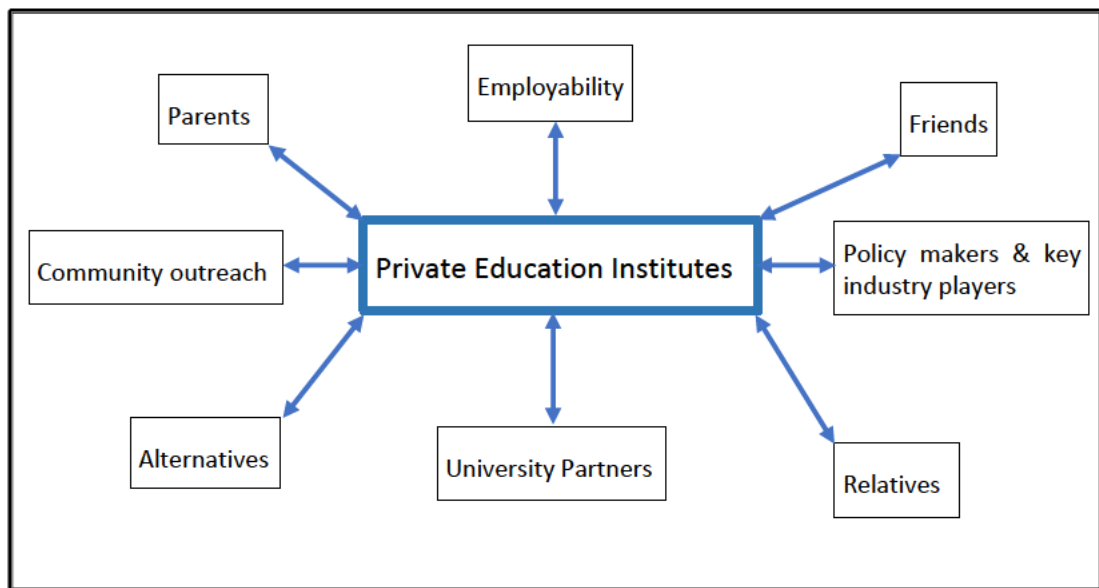 Employability
Parents
Friends
Community outreach
Private Education Institutes
Policy makers & key
industry players
Alternatives
University Partners
Relatives